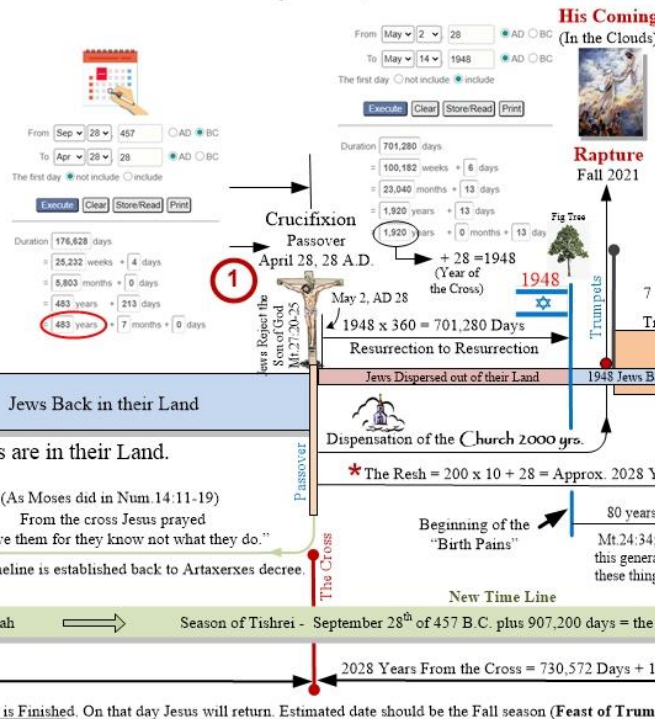 His Coming
(In the Clouds)
Rapture
Fall 2021
From May 2 28 AD BC
To May 14 1948 AD BC
The first day not include include
Execute Clear Store/Read Print
Duration 701,280 days
= 100,182 weeks + 6 days
= 23,040 months + 13 days
= 1,920 years + 13 days
= 1,920 years + 0 months + 13 day
+ 28 =1948
(Year of
the Cross)
From Sep 28 457 AD BC
To Apr 28 28 AD BC
The first day not include include
Execute Clear Store/Read Print
Duration 176,628 days
= 25,232 weeks + 4 days
= 5,803 months + 0 days
= 483 years + 213 days
= 483 years + 7 months + 0 days
Crucifixion
Passover
April 28, 28 A.D.
1
Jews Reject the
Son of God
Mt.27:20-25
May 2, AD 28
Fig Tree
1948
Trumpets
7
1948 x 360 = 701,280 Days
Resurrection to Resurrection
Jews Dispersed out of their Land
1948 Jews B
Jews Back in their Land
s are in their Land.
Dispensation of the Church 2000 yrs.
Passover
* The Resh = 200 x 10 + 28 = Approx. 2028 Y
(As Moses did in Num.14:11-19)
From the cross Jesus prayed
ve them for they know not what they do.”
Beginning of the
“Birth Pains”
80 years
Mt.24:34:
this genera
these thing
meline is established back to Artaxerxes decree.
The Cross
New Time Line
ah
Season of Tishrei - September 28th of 457 B.C. plus 907,200 days = the
2028 Years From the Cross = 730,572 Days + 1
is Finished. On that day Jesus will return. Estimated date should be the Fall season (Feast of Trum